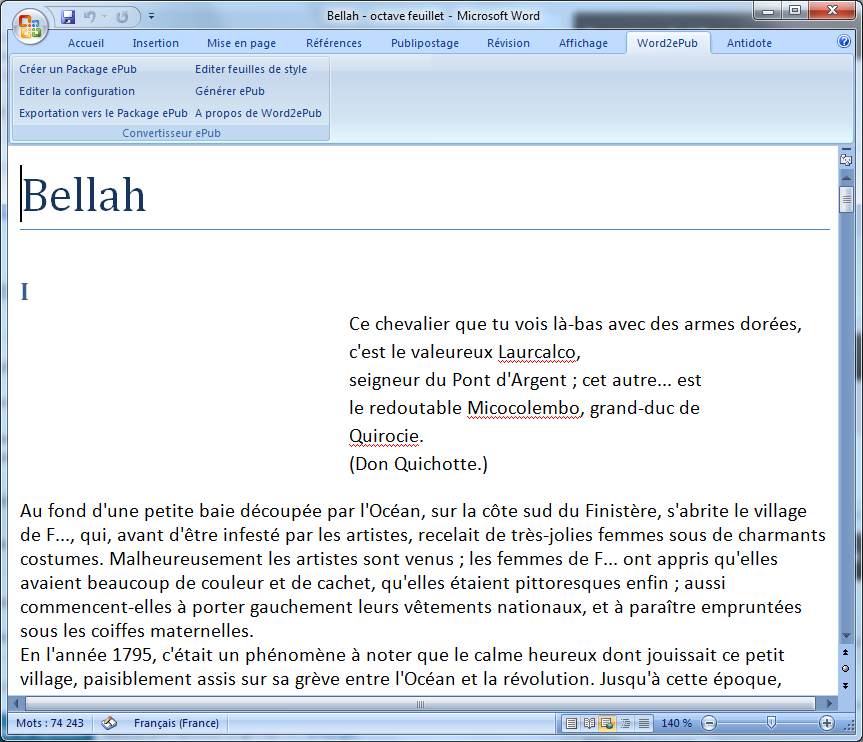 Bellah - octave feuillet - Microsoft Word
Accueil Insertion Mise en page Références Publipostage Révision Affichage Word2ePub Antidote
Créer un Package ePub Editer feuilles de style
Editer la configuration Générer ePub
Exportation vers le Package ePub A propos de Word2ePub
Convertisseur ePub
Bellah
I
Ce chevalier que tu vois là-bas avec des armes dorées,
c'est le valeureux Laurcalco,
seigneur du Pont d'Argent ; cet autre... est
le redoutable Micocolembo, grand-duc de
Quirocie.
(Don Quichotte.)
Au fond d'une petite baie découpée par l'Océan, sur la côte sud du Finistère, s'abrite le village
de F..., qui, avant d'être infesté par les artistes, recelait de très-jolies femmes sous de charmants
costumes. Malheureusement les artistes sont venus ; les femmes de F... ont appris qu'elles
avaient beaucoup de couleur et de cachet, qu'elles étaient pittoresques enfin ; aussi
commencent-elles à porter gauchement leurs vêtements nationaux, et à paraître empruntées
sous les coiffes maternelles.
En l'année 1795, c'était un phénomène à noter que le calme heureux dont jouissait ce petit
village, paisiblement assis sur sa grève entre l'Océan et la révolution. Jusqu'à cette époque,
Mots : 74 243 Français (France) 140 %